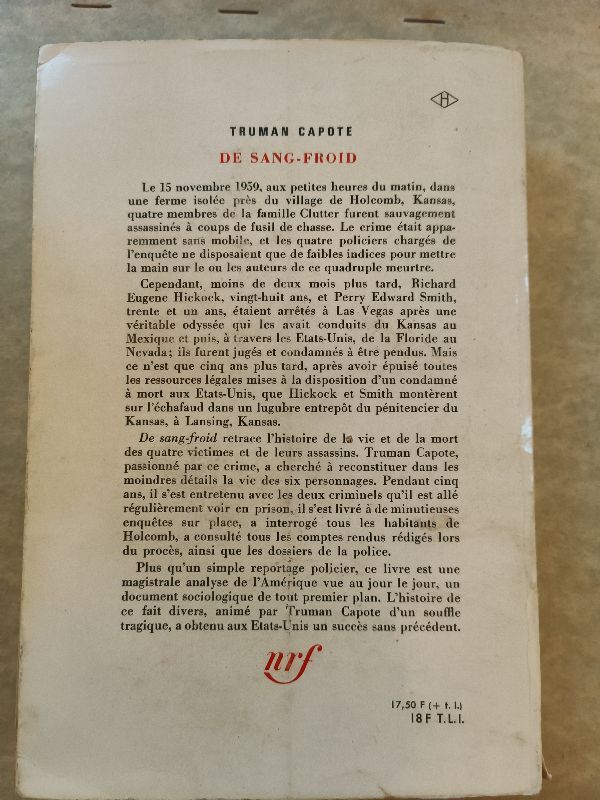 H
TRUMAN CAPOTE
DE SANG-FROID
Le 15 novembre 1959, aux petites heures du matin, dans
une ferme isolée près du village de Holcomb, Kansas,
quatre membres de la famille Clutter furent sauvagement
assassinés à coups de fusil de chasse. Le crime était appa-
remment sans mobile, et les quatre policiers chargés de
l'enquête ne disposaient que de faibles indices pour mettre
la main sur le ou les auteurs de ce quadruple meurtre.
Cependant, moins de deux mois plus tard, Richard
Eugene Hickock, vingt-huit ans, et Perry Edward Smith,
trente et un ans, étaient arrêtés à Las Vegas après une
véritable odyssée qui les avait conduits du Kansas au
Mexique et puis, à travers les Etats-Unis, de la Floride au
Nevada; ils furent jugés et condamnés à être pendus. Mais
ce n'est que cinq ans plus tard, après avoir épuisé toutes
les ressources légales mises à la disposition d'un condamné
à mort aux Etats-Unis, que Hickock et Smith montèrent
sur l'échafaud dans un lugubre entrepôt du pénitencier du
Kansas, à Lansing, Kansas.
De sang-froid retrace l'histoire de la vie et de la mort
des quatre victimes et de leurs assassins. Truman Capote,
passionné par ce crime, a cherché à reconstituer dans les
moindres détails la vie des six personnages. Pendant cinq
ans, il s'est entretenu avec les deux criminels qu'il est allé
régulièrement voir en prison, il s'est livré à de minutieuses
enquêtes sur place, a interrogé tous les habitants de
Holcomb, a consulté tous les comptes rendus rédigés lors
du procès, ainsi que les dossiers de la police.
Plus qu'un simple reportage policier, ce livre est une
magistrale analyse de l'Amérique vue au jour le jour, un
document sociologique de tout premier plan. L'histoire de
ce fait divers, animé par Truman Capote d'un souffle
tragique, a obtenu aux Etats-Unis un succès sans précédent.
nrf
17,50 F (+ t. l.)
18 F T.L.I.